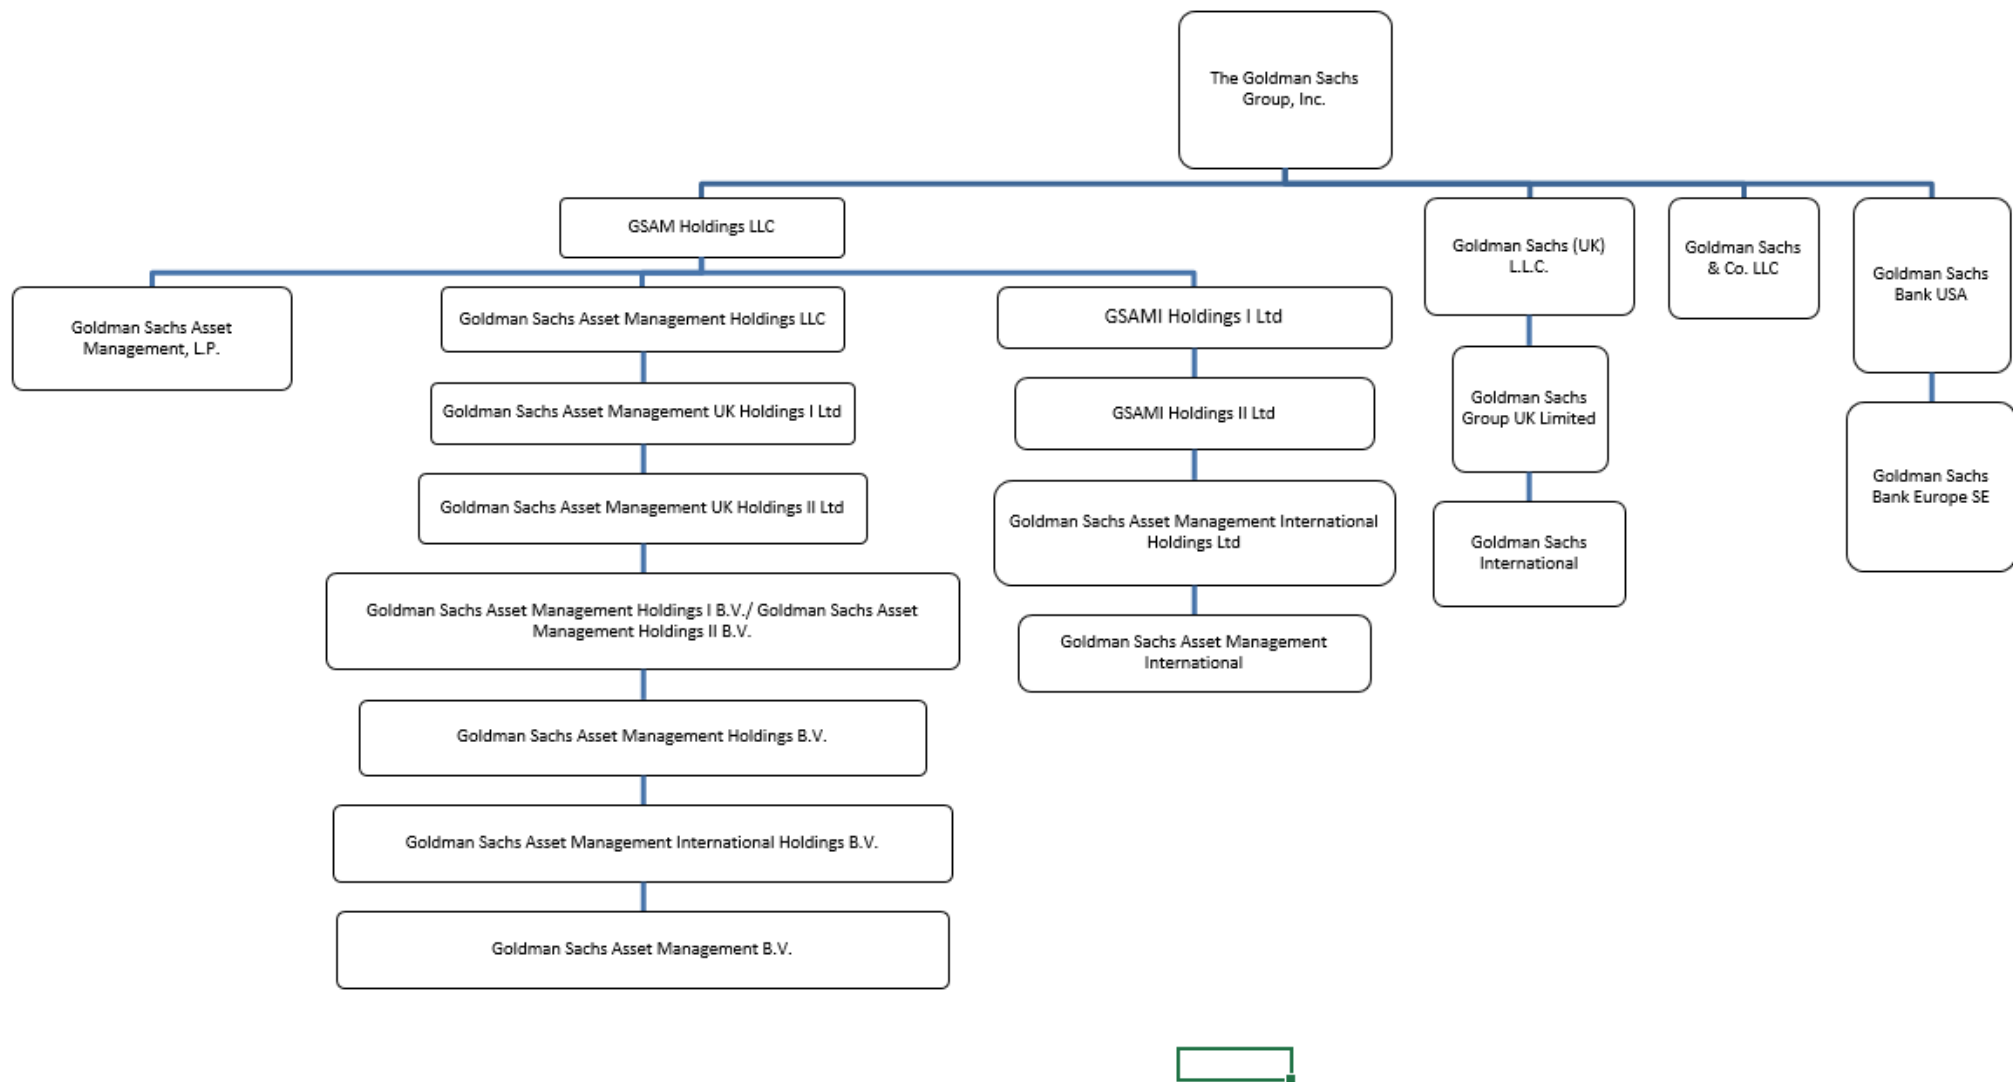 The Goldman Sachs
Group, Inc.
GSAM Holdings LLC
Goldman Sachs (UK)
L.L.C.
Goldman Sachs
& Co. LLC
Goldman Sachs
Bank USA
Goldman Sachs Asset
Management, L.P.
Goldman Sachs Asset Management Holdings LLC
GSAMI Holdings I Ltd
Goldman Sachs Asset Management UK Holdings I Ltd
GSAMI Holdings II Ltd
Goldman Sachs
Group UK Limited
Goldman Sachs
Bank Europe SE
Goldman Sachs Asset Management UK Holdings II Ltd
Goldman Sachs Asset Management International
Holdings Ltd
Goldman Sachs
International
Goldman Sachs Asset Management Holdings I B.V./ Goldman Sachs Asset
Management Holdings II B.V.
Goldman Sachs Asset Management
International
Goldman Sachs Asset Management Holdings B.V.
Goldman Sachs Asset Management International Holdings B.V.
Goldman Sachs Asset Management B.V.